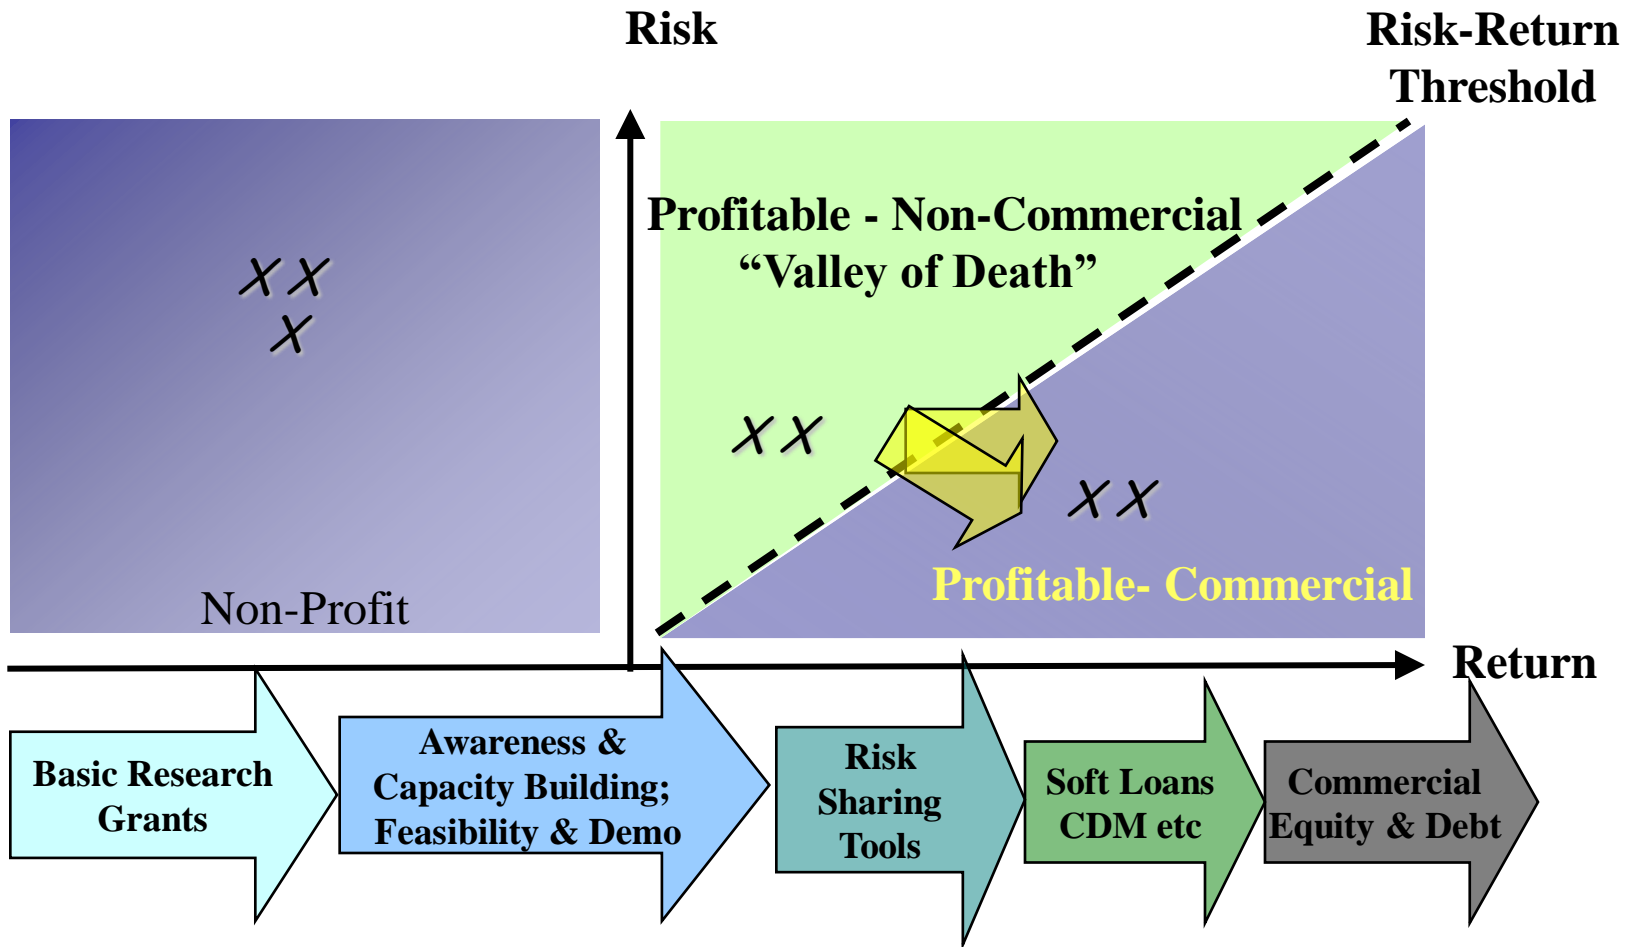 Risk
Risk-Return
Threshold
Profitable - Non-Commercial
“Valley of Death”
X X
X
X X
X X
Profitable- Commercial
Non-Profit
Return
Basic Research
Grants
Awareness &
Capacity Building;
Feasibility & Demo
Risk
Sharing
Tools
Soft Loans
CDM etc
Commercial
Equity & Debt